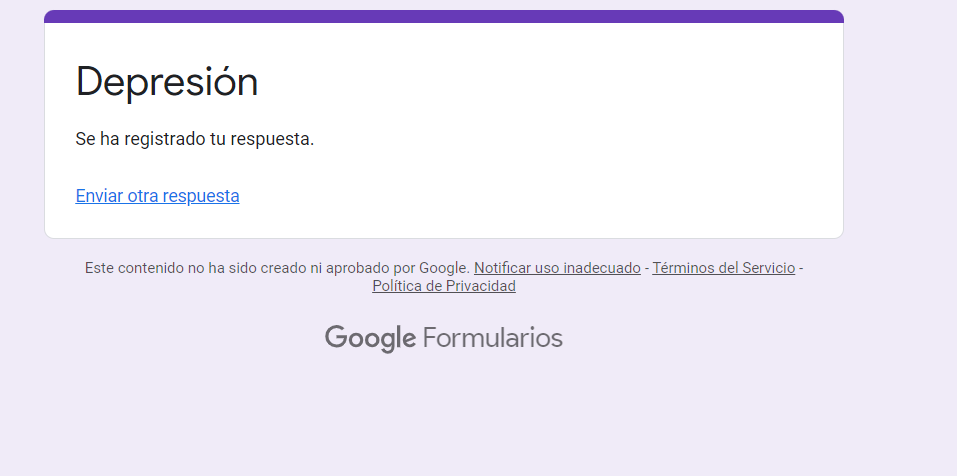 Depresión
Se ha registrado tu respuesta.
Enviar otra respuesta
Este contenido no ha sido creado ni aprobado por Google. Notificar uso inadecuado - Términos del Servicio -
Política de Privacidad
Google Formularios